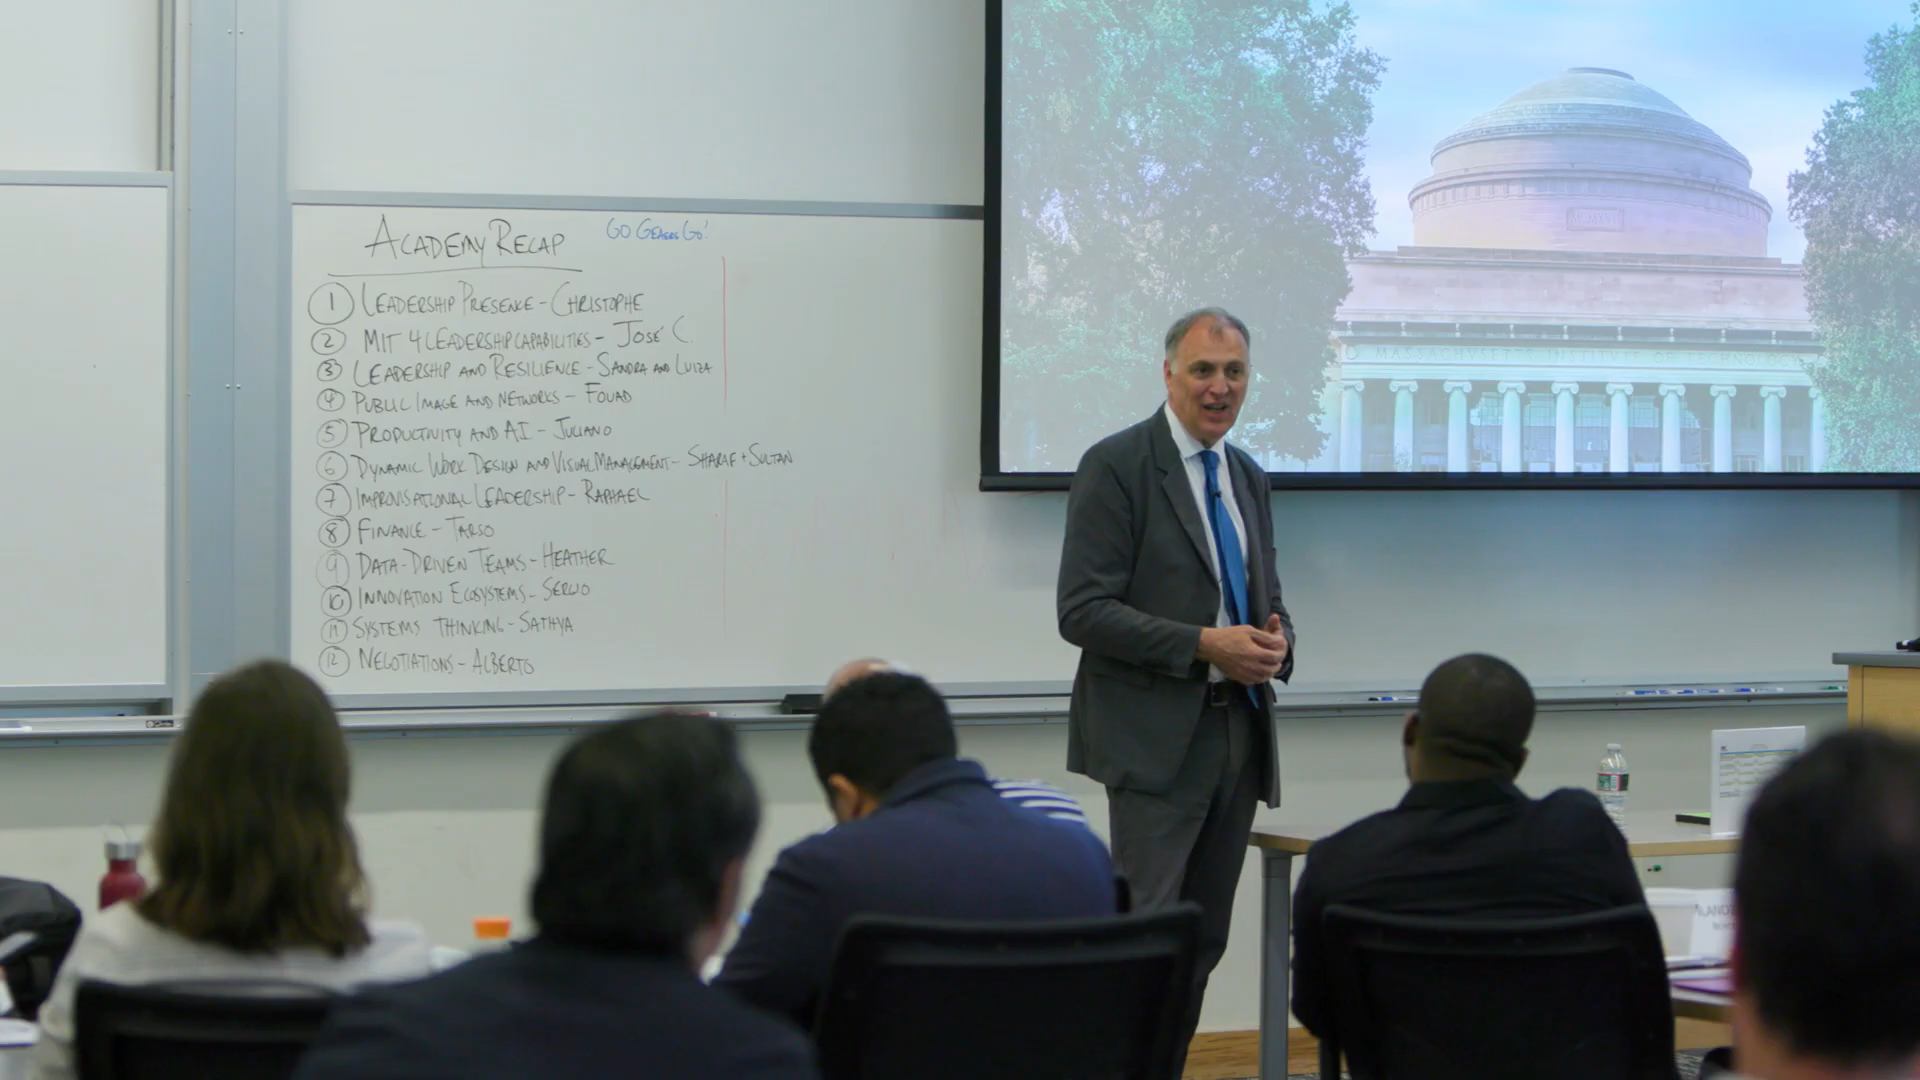 ACADEMY RECAP
GO GEAERS GO!
1 LEADERSHIP PRESENCE - CHRISTOPHE
2 MIT 4 LEADERSHIP CAPABILITIES - JOSÉ C.
3 LEADERSHIP AND RESILIENCE - SANDRA AND LUIZA
4 PUBLIC IMAGE AND NETWORKS - FOUAD
5 PRODUCTIVITY AND AI - JULIANO
6 DYNAMIC WORK DESIGN AND VISUAL MANAGEMENT - SHARAF + SULTAN
7 IMPROVISATIONAL LEADERSHIP - RAPHAEL
8 FINANCE - TARSO
9 DATA-DRIVEN TEAMS - HEATHER
10 INNOVATION ECOSYSTEMS - SERGIO
11 SYSTEMS THINKING - SATHYA
12 NEGOTIATIONS - ALBERTO
MASSACHVSETTS INSTITVTE OF TECHNOLOGY